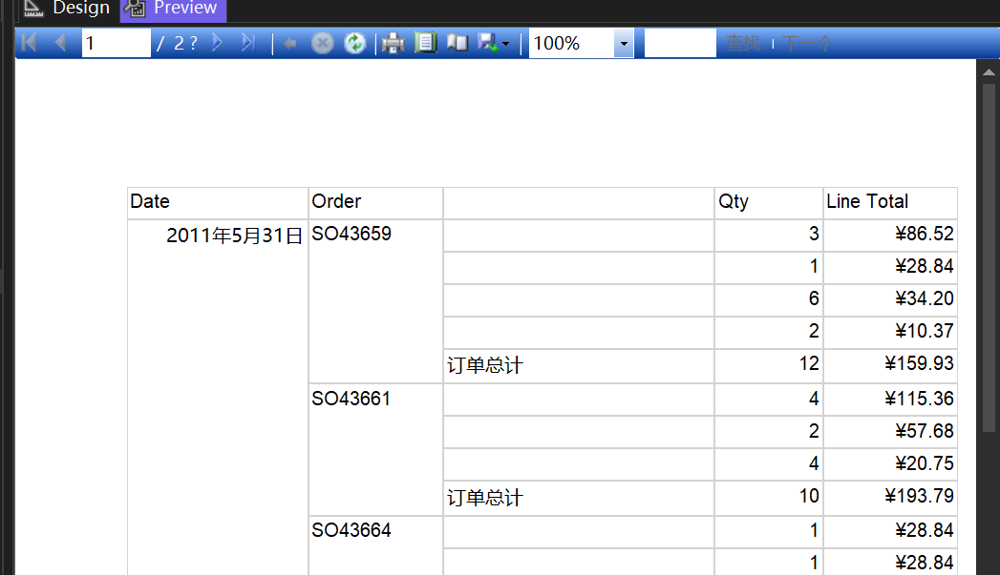 Design Preview
1 / 2 ? 100% 查找 | 下一个
Date Order Qty Line Total
2011年5月31日 SO43659 3 ¥86.52
1 ¥28.84
6 ¥34.20
2 ¥10.37
订单总计 12 ¥159.93
SO43661 4 ¥115.36
2 ¥57.68
4 ¥20.75
订单总计 10 ¥193.79
SO43664 1 ¥28.84
1 ¥28.84